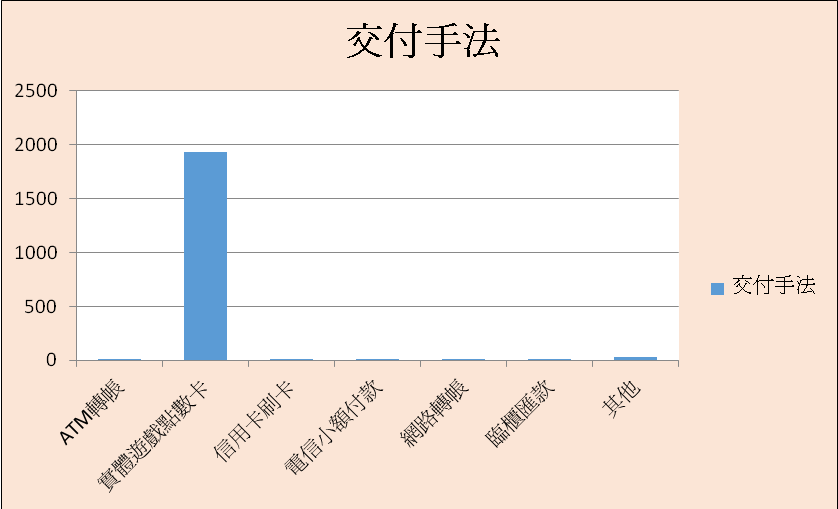 交付手法
2500
2000
1500
1000
500
0
ATM轉帳
實體遊戲點數卡
信用卡刷卡
電信小額付款
網路轉帳
臨櫃匯款
其他
交付手法